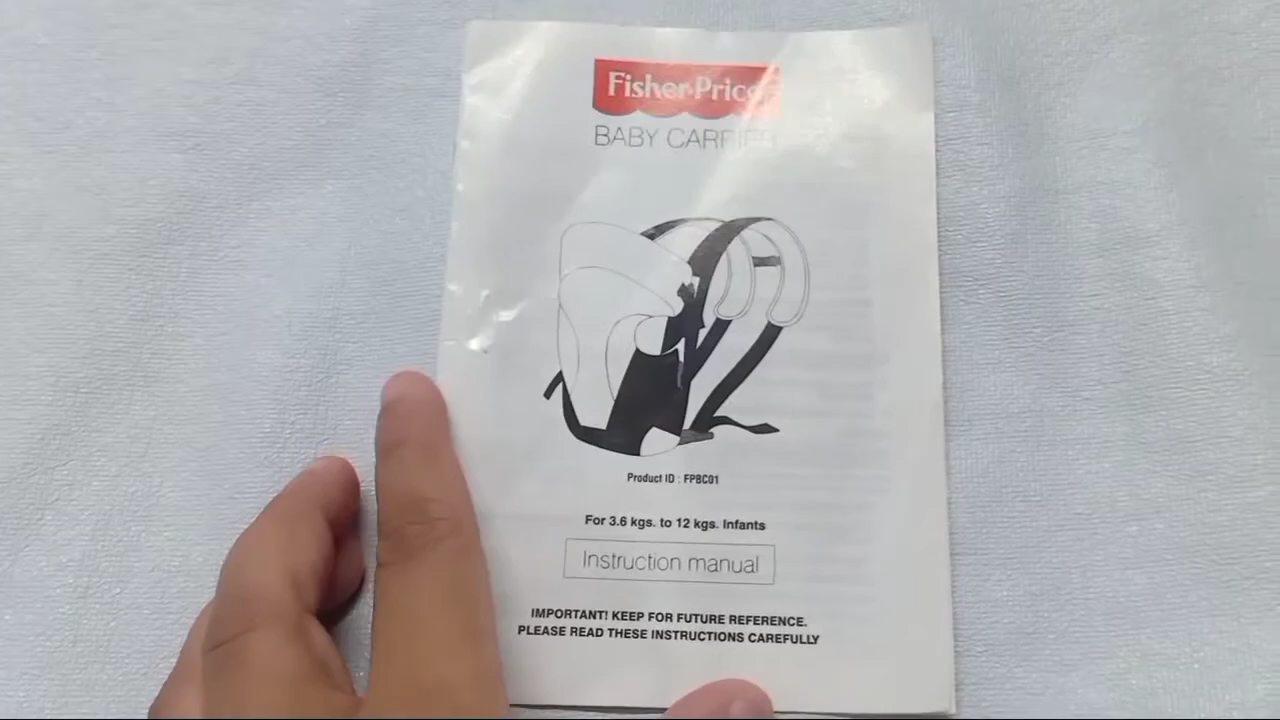 Fisher-Price
BABY CARRIER
Product ID : FPBC01
For 3.6 kgs. to 12 kgs. Infants
Instruction manual
IMPORTANT! KEEP FOR FUTURE REFERENCE.
PLEASE READ THESE INSTRUCTIONS CAREFULLY